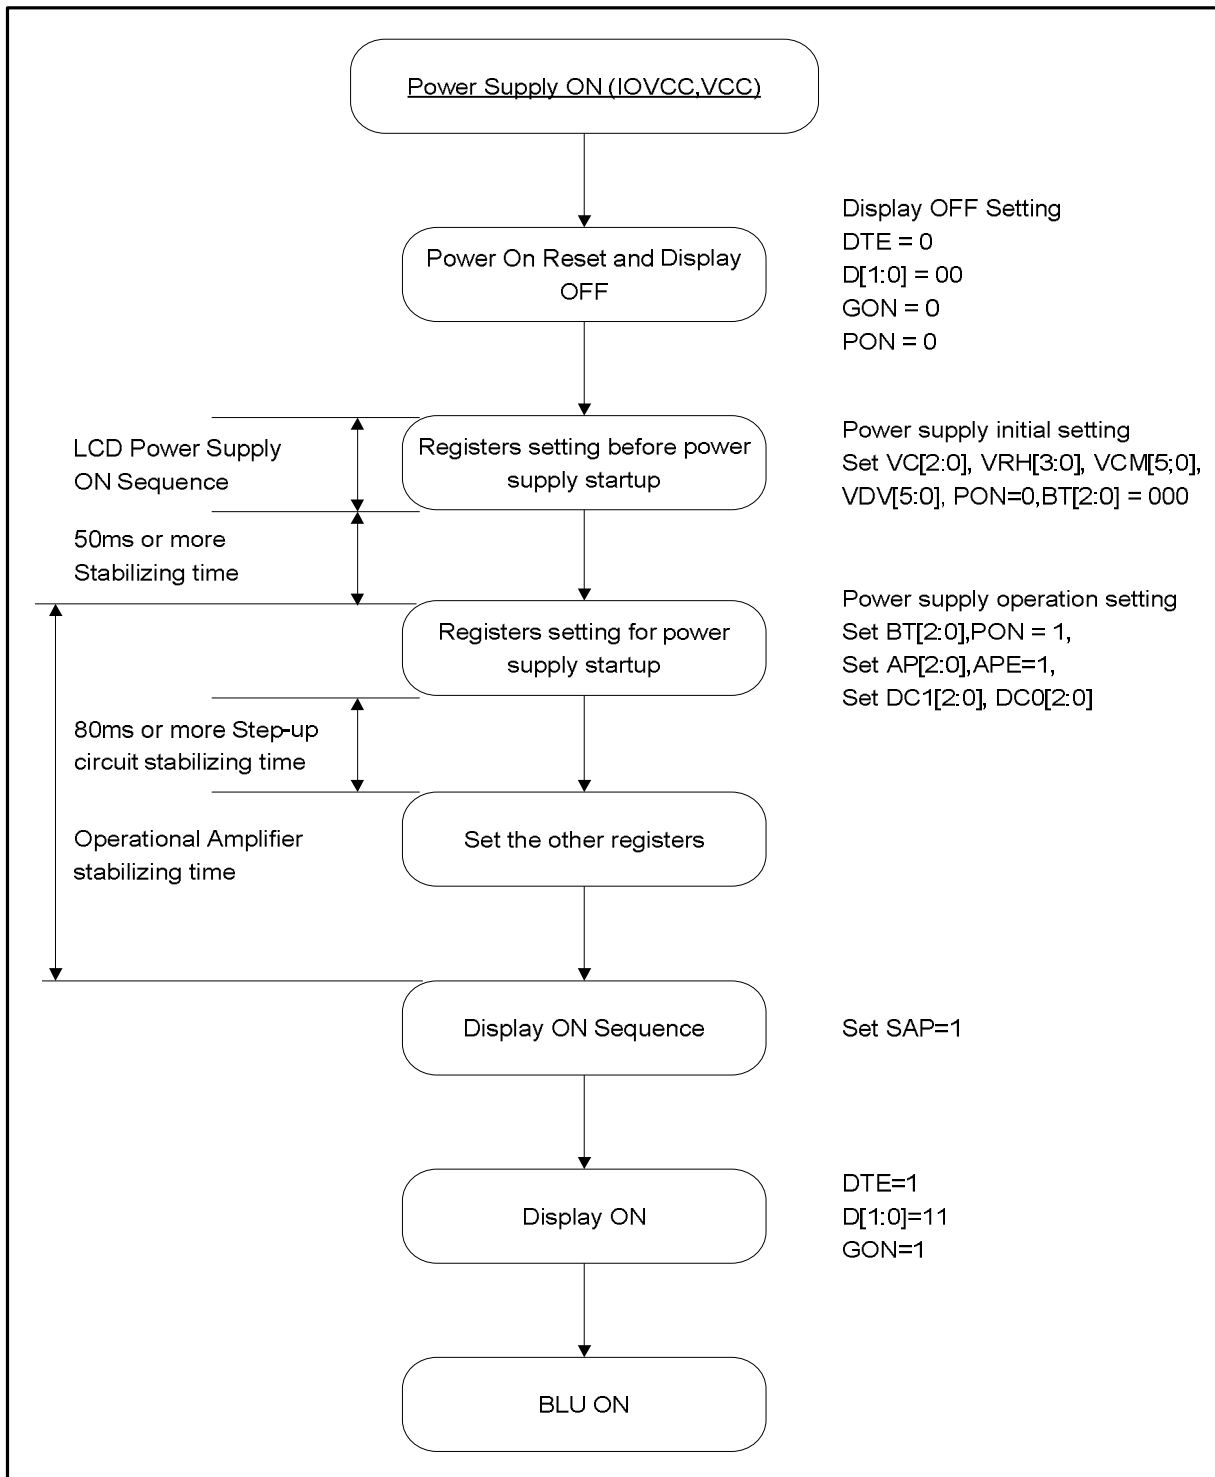 Power Supply ON (IOVCC,VCC)
Power On Reset and Display
OFF
Display OFF Setting
DTE = 0
D[1:0] = 00
GON = 0
PON = 0
LCD Power Supply
ON Sequence
Registers setting before power
supply startup
Power supply initial setting
Set VC[2:0], VRH[3:0], VCM[5;0],
VDV[5:0], PON=0,BT[2:0] = 000
50ms or more
Stabilizing time
Registers setting for power
supply startup
Power supply operation setting
Set BT[2:0],PON = 1,
Set AP[2:0],APE=1,
Set DC1[2:0], DC0[2:0]
80ms or more Step-up
circuit stabilizing time
Operational Amplifier
stabilizing time
Set the other registers
Display ON Sequence
Set SAP=1
Display ON
DTE=1
D[1:0]=11
GON=1
BLU ON